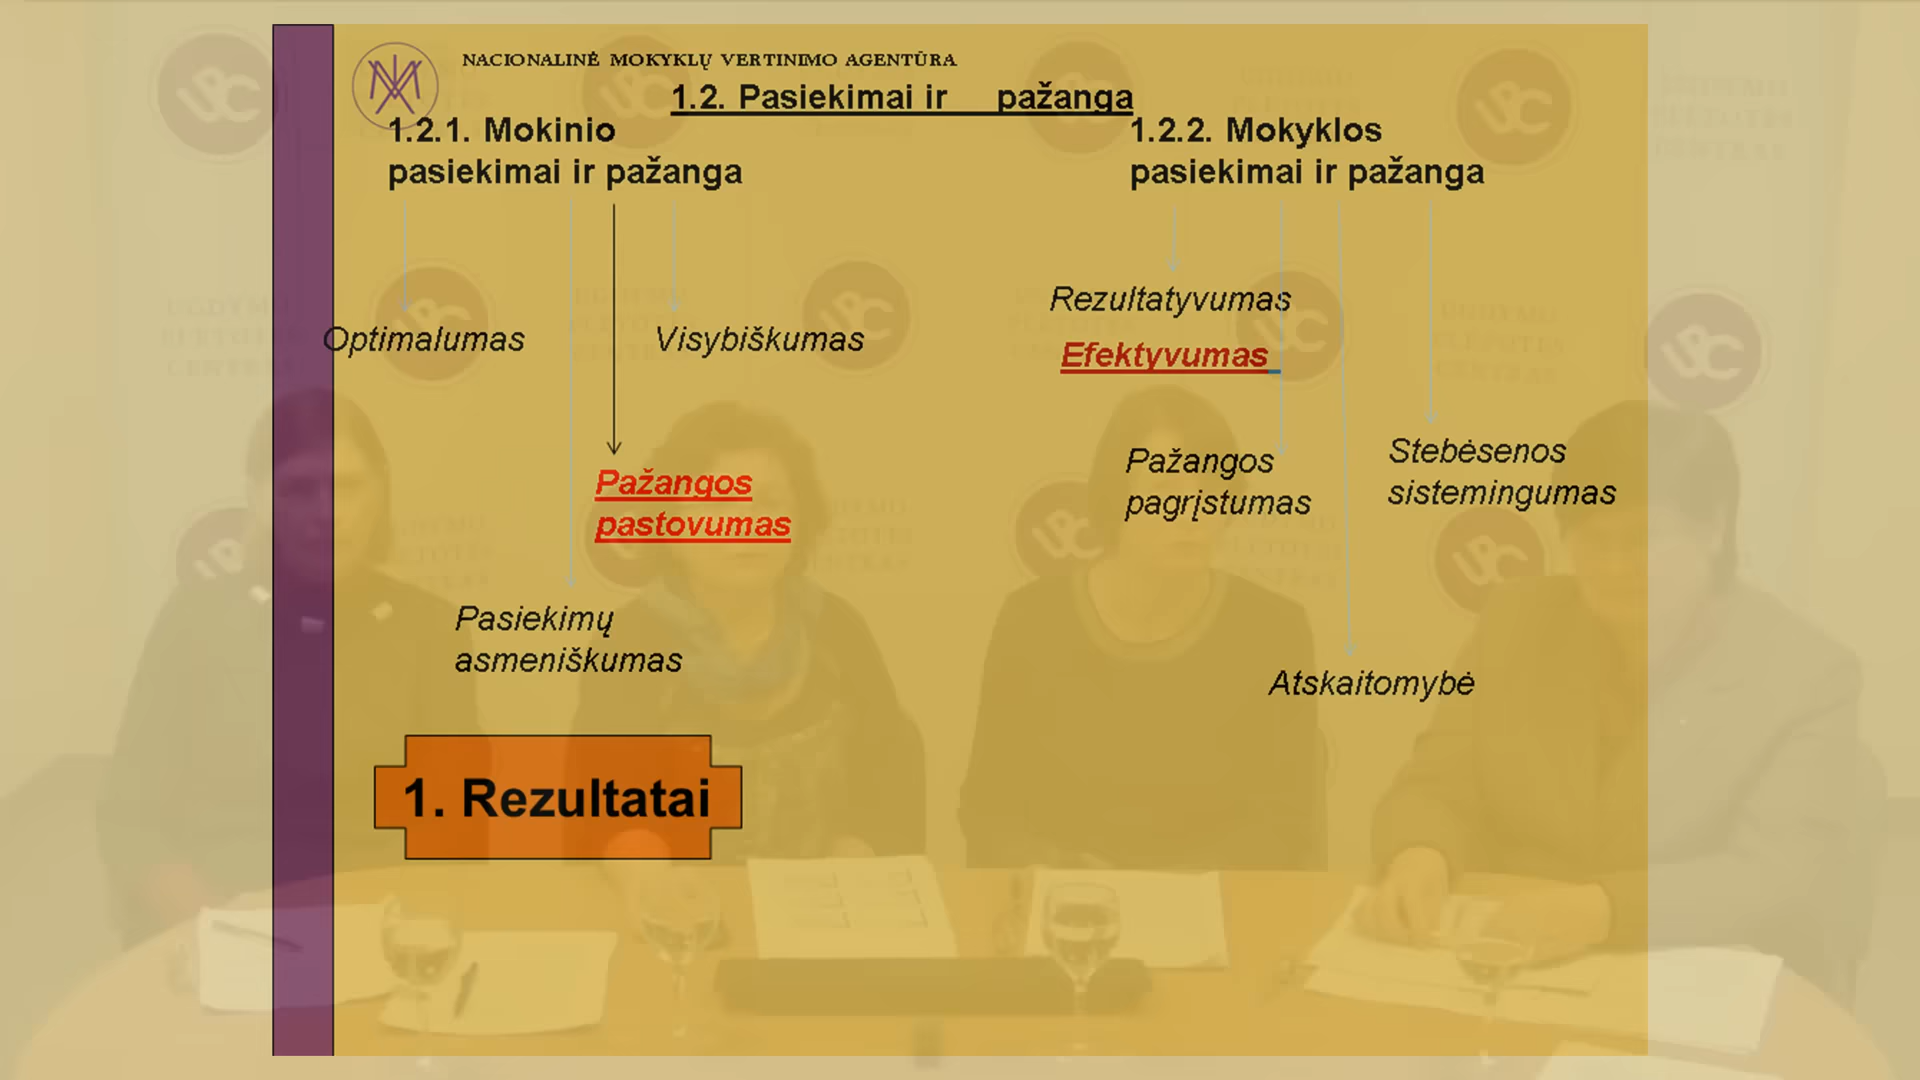 NACIONALINĖ MOKYKLŲ VERTINIMO AGENTŪRA
1.2. Pasiekimai ir pažanga
1.2.1. Mokinio
pasiekimai ir pažanga
1.2.2. Mokyklos
pasiekimai ir pažanga
Optimalumas
Visybiškumas
Rezultatyvumas
Efektyvumas
Pažangos
pastovumas
Pažangos
pagrįstumas
Stebėsenos
sistemingumas
Pasiekimų
asmeniškumas
Atskaitomybė
1. Rezultatai